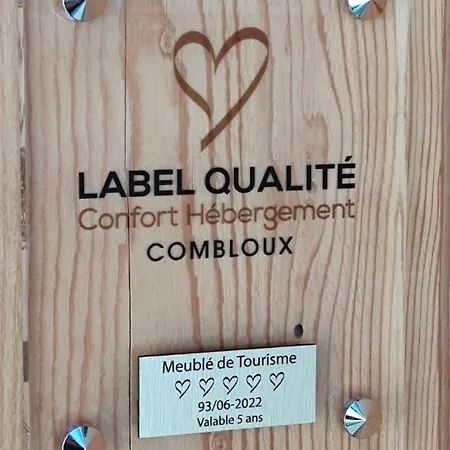 LABEL QUALITÉ
Confort Hébergement
COMBLOUX
Meublé de Tourisme
♡ ♡ ♡ ♡ ♡
93/06-2022
Valable 5 ans